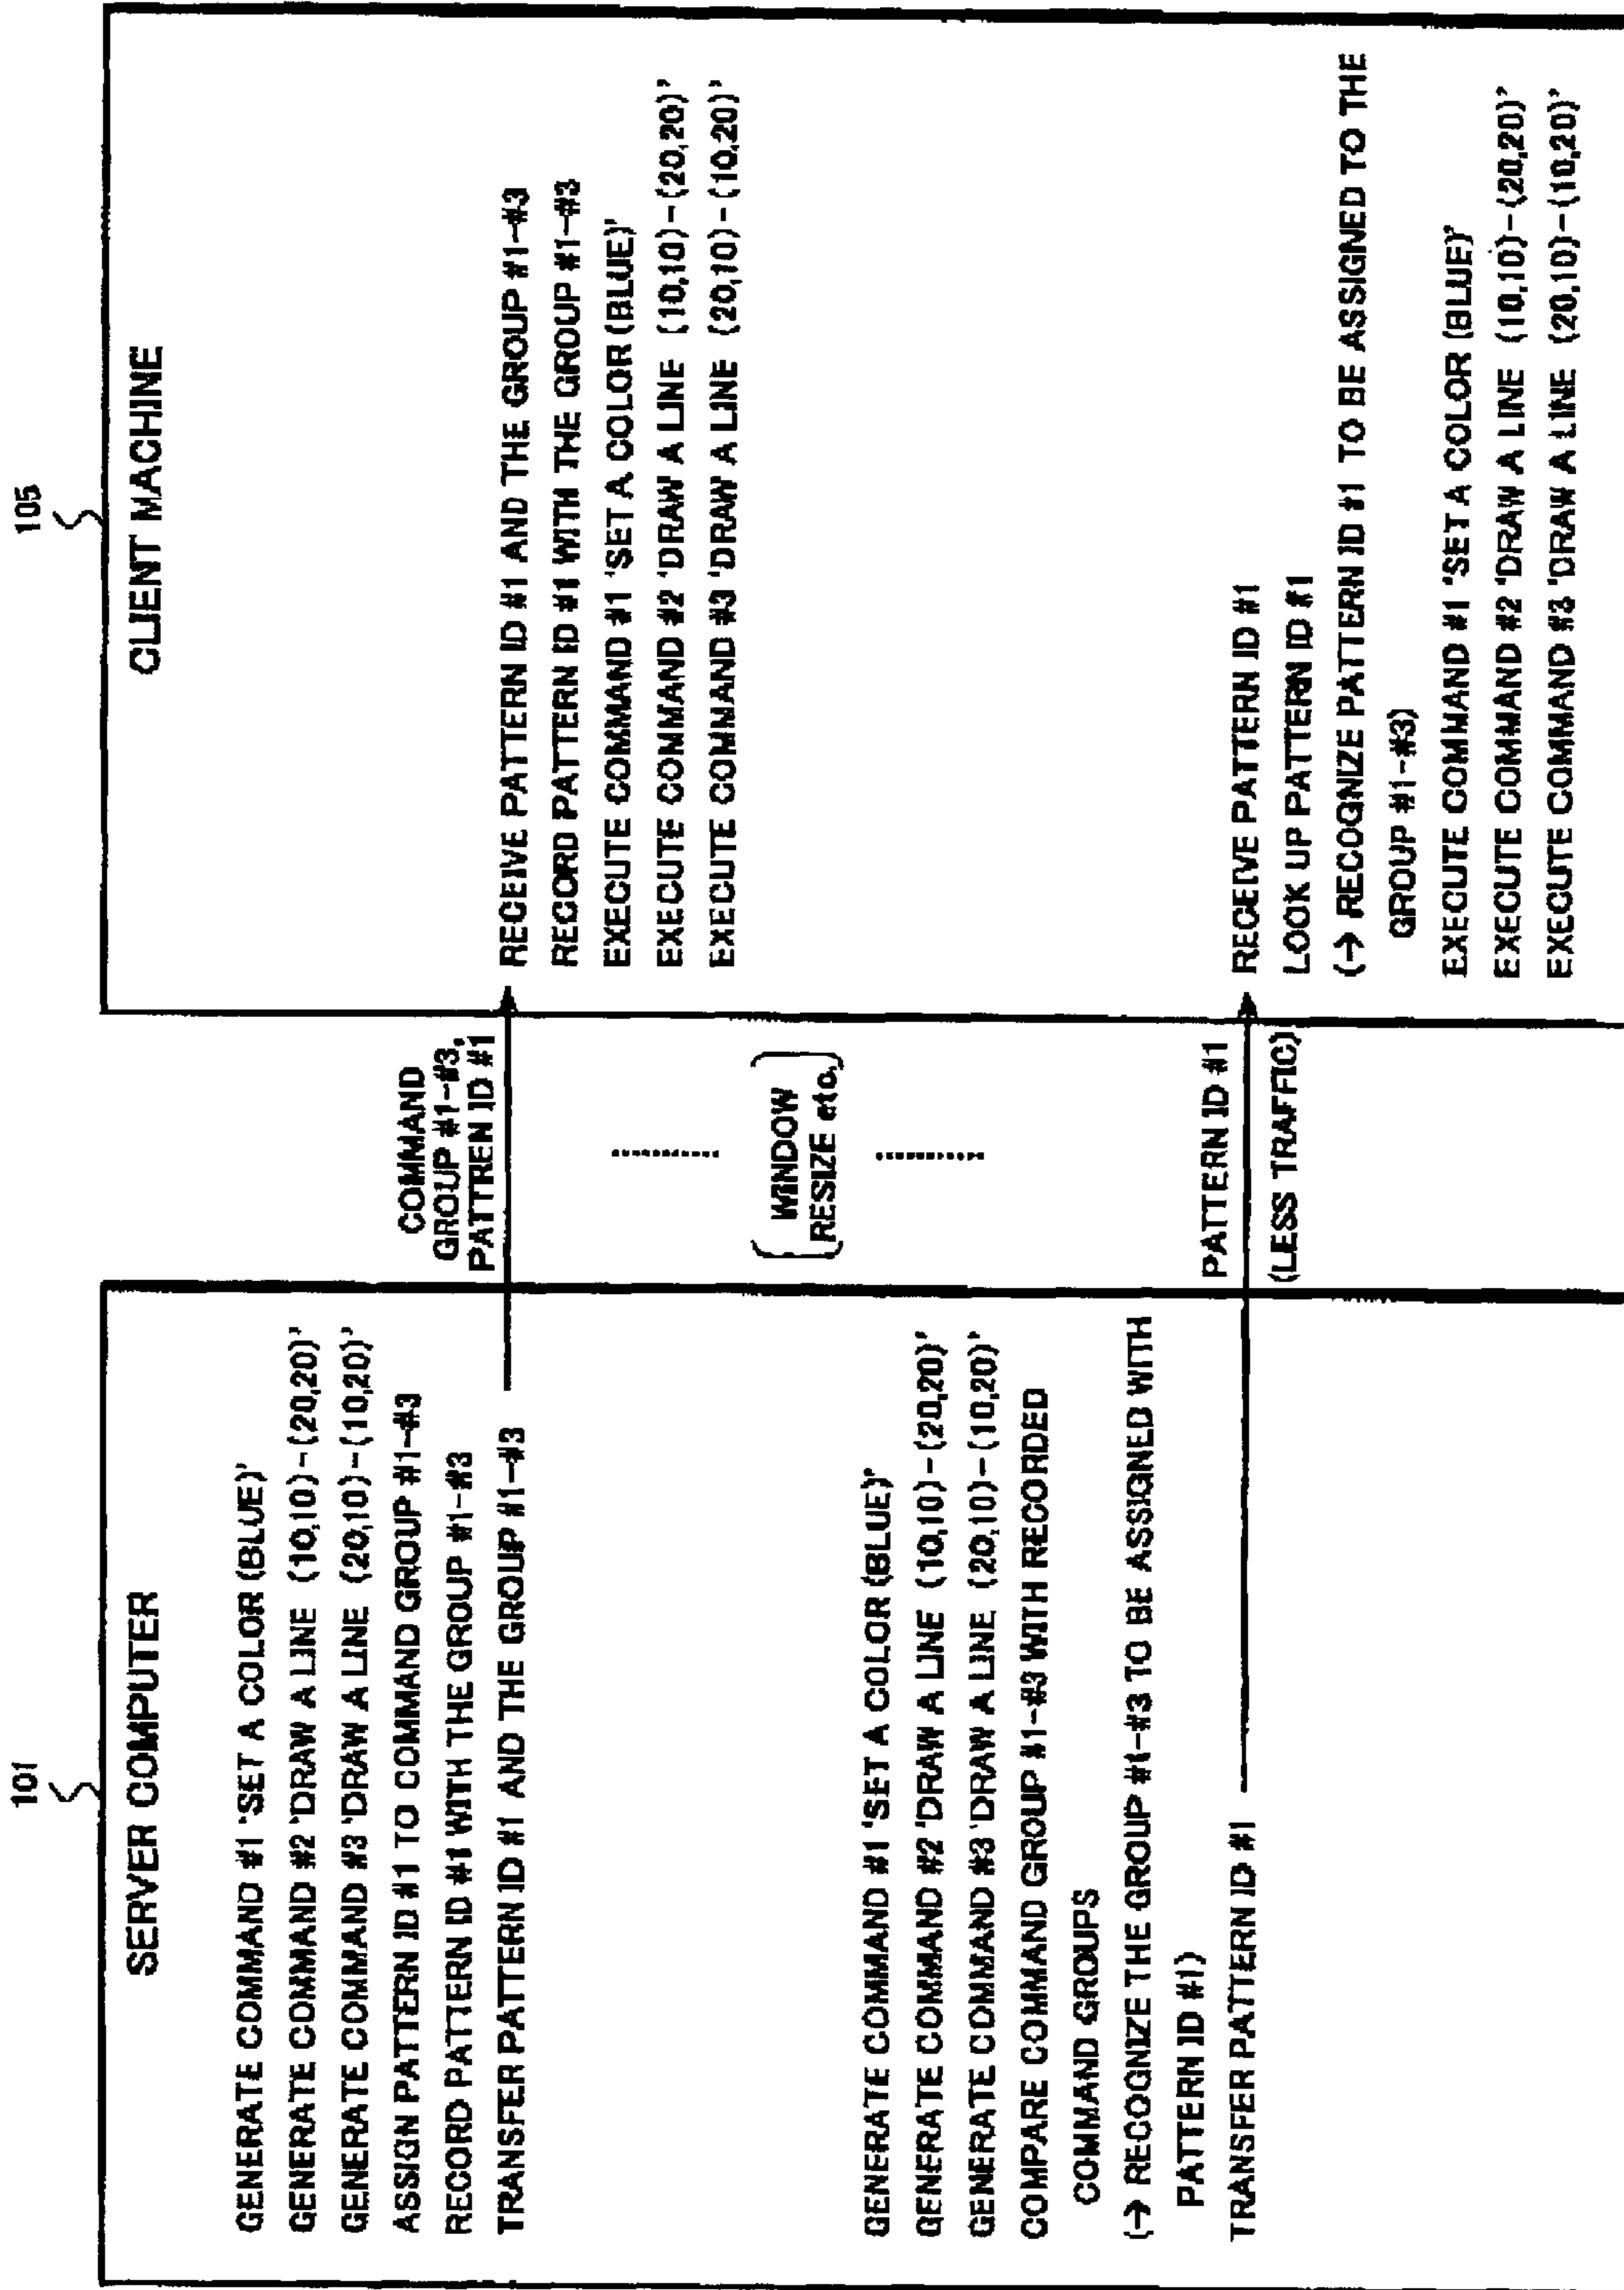 101
SERVER COMPUTER
GENERATE COMMAND #1 'SET A COLOR (BLUE)'
GENERATE COMMAND #2 'DRAW A LINE (10,10)-(20,20)'
GENERATE COMMAND #3 'DRAW A LINE (20,10)-(10,20)'
ASSIGN PATTERN ID #1 TO COMMAND GROUP #1-#3
RECORD PATTERN ID #1 WITH THE GROUP #1-#3
TRANSFER PATTERN ID #1 AND THE GROUP #1-#3
GENERATE COMMAND #1 'SET A COLOR (BLUE)'
GENERATE COMMAND #2 'DRAW A LINE (10,10)-(20,20)'
GENERATE COMMAND #3 'DRAW A LINE (20,10)-(10,20)'
COMPARE COMMAND GROUP #1-#3 WITH RECORDED
COMMAND GROUPS
(→ RECOGNIZE THE GROUP #1-#3 TO BE ASSIGNED WITH
PATTERN ID #1)
TRANSFER PATTERN ID #1
COMMAND
GROUP #1-#3,
PATTREN ID #1
WINDOW
RESIZE etc,
PATTERN ID #1
(LESS TRAFFIC)
105
CLIENT MACHINE
RECEIVE PATTERN ID #1 AND THE GROUP #1-#3
RECORD PATTERN ID #1 WITH THE GROUP #1-#3
EXECUTE COMMAND #1 'SET A COLOR (BLUE)'
EXECUTE COMMAND #2 'DRAW A LINE (10,10)-(20,20)'
EXECUTE COMMAND #3 'DRAW A LINE (20,10)-(10,20)'
RECEIVE PATTERN ID #1
LOOK UP PATTERN ID #1
(→ RECOGNIZE PATTERN ID #1 TO BE ASSIGNED TO THE
GROUP #1-#3)
EXECUTE COMMAND #1 'SET A COLOR (BLUE)'
EXECUTE COMMAND #2 'DRAW A LINE (10,10)-(20,20)'
EXECUTE COMMAND #3 'DRAW A LINE (20,10)-(10,20)'